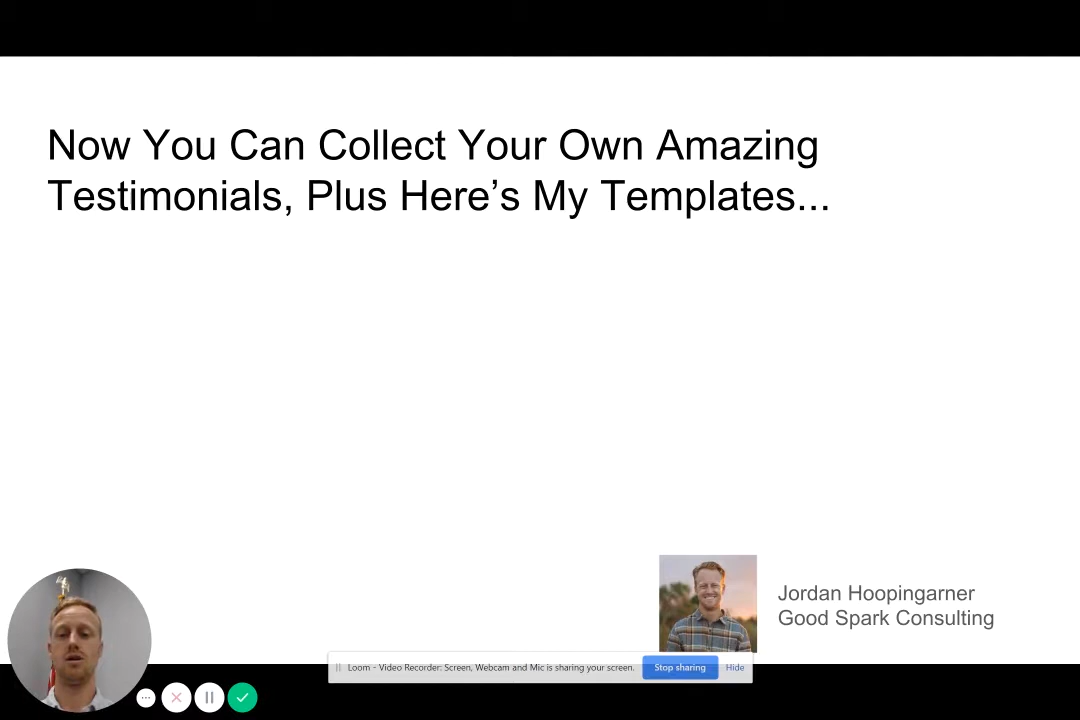 Now You Can Collect Your Own Amazing
Testimonials, Plus Here’s My Templates...
Jordan Hoopingarner
Good Spark Consulting
Loom – Video Recorder: Screen, Webcam and Mic is sharing your screen.
Stop sharing
Hide